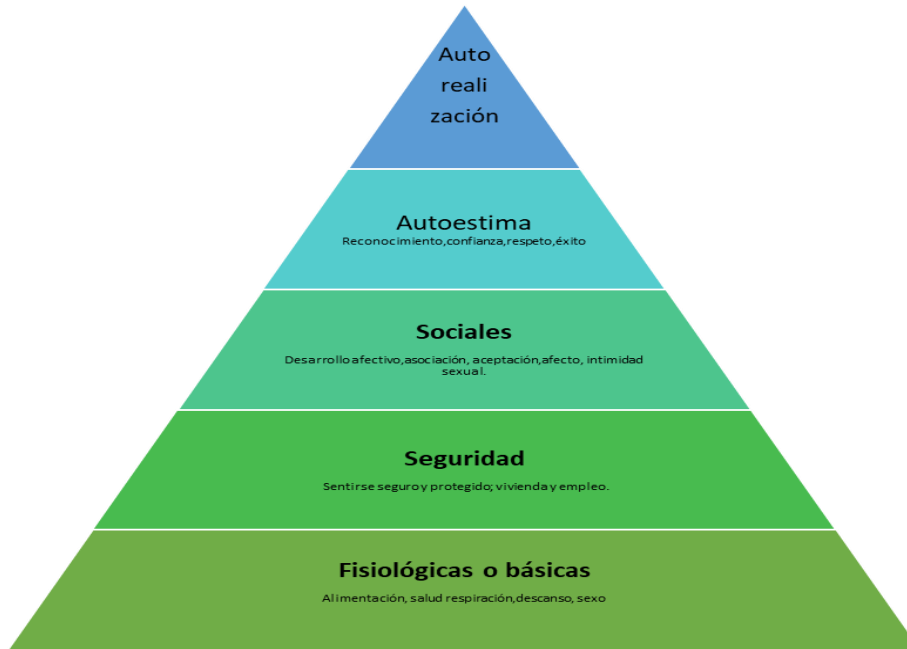 Auto
reali
zación
Autoestima
Reconocimiento,confianza,respeto,éxito
Sociales
Desarrollo afectivo,asociación, aceptación,afecto, intimidad
sexual.
Seguridad
Sentirse seguro y protegido; vivienda y empleo.
Fisiológicas o básicas
Alimentación, salud respiración,descanso, sexo